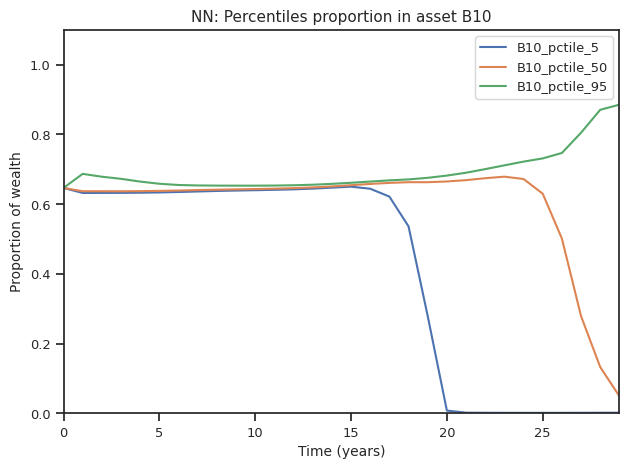 NN: Percentiles proportion in asset B10
B10_pctile_5
B10_pctile_50
B10_pctile_95
Proportion of wealth
1.0
0.8
0.6
0.4
0.2
0.0
0 5 10 15 20 25
Time (years)